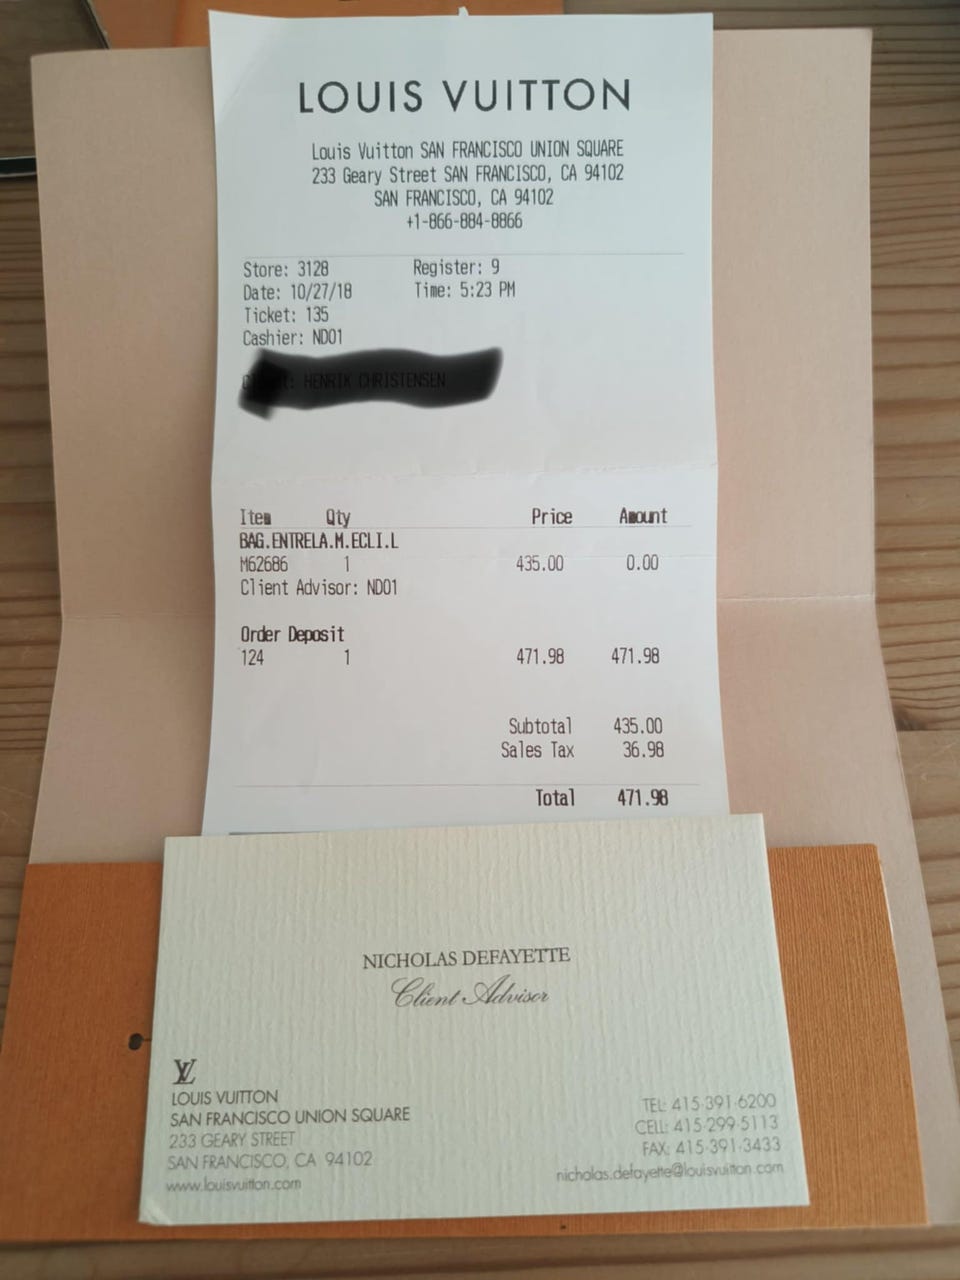 LOUIS VUITTON
Louis Vuitton SAN FRANCISCO UNION SQUARE
233 Geary Street SAN FRANCISCO, CA 94102
SAN FRANCISCO, CA 94102
+1-866-884-8866
Store: 3128 Register: 9
Date: 10/27/18 Time: 5:23 PM
Ticket: 135
Cashier: ND01
HENRIK CHRISTENSEN
Item Qty Price Amount
BAG.ENTRELA.M.ECLI.L
M62686 1 435.00 0.00
Client Advisor: ND01
Order Deposit
124 1 471.98 471.98
Subtotal 435.00
Sales Tax 36.98
Total 471.98
NICHOLAS DEFAYETTE
Client Advisor
LV
LOUIS VUITTON
SAN FRANCISCO UNION SQUARE
233 GEARY STREET
SAN FRANCISCO, CA 94102
www.louisvuitton.com
TEL: 415-391-6200
CELL: 415-299-5113
FAX: 415-391-3433
nicholas.defayette@louisvuitton.com